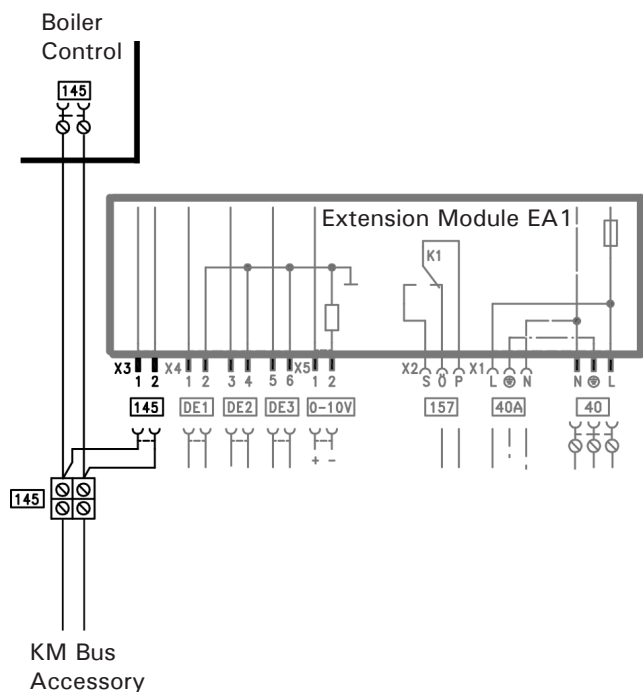 Boiler
Control
145
Extension Module EA1
K1
X3 1 2 X4 1 2 3 4 5 6 X5 1 2 X2 S Ö P X1 L N N L
145 DE1 DE2 DE3 0-10V 157 40A 40
+ -
145
KM Bus
Accessory